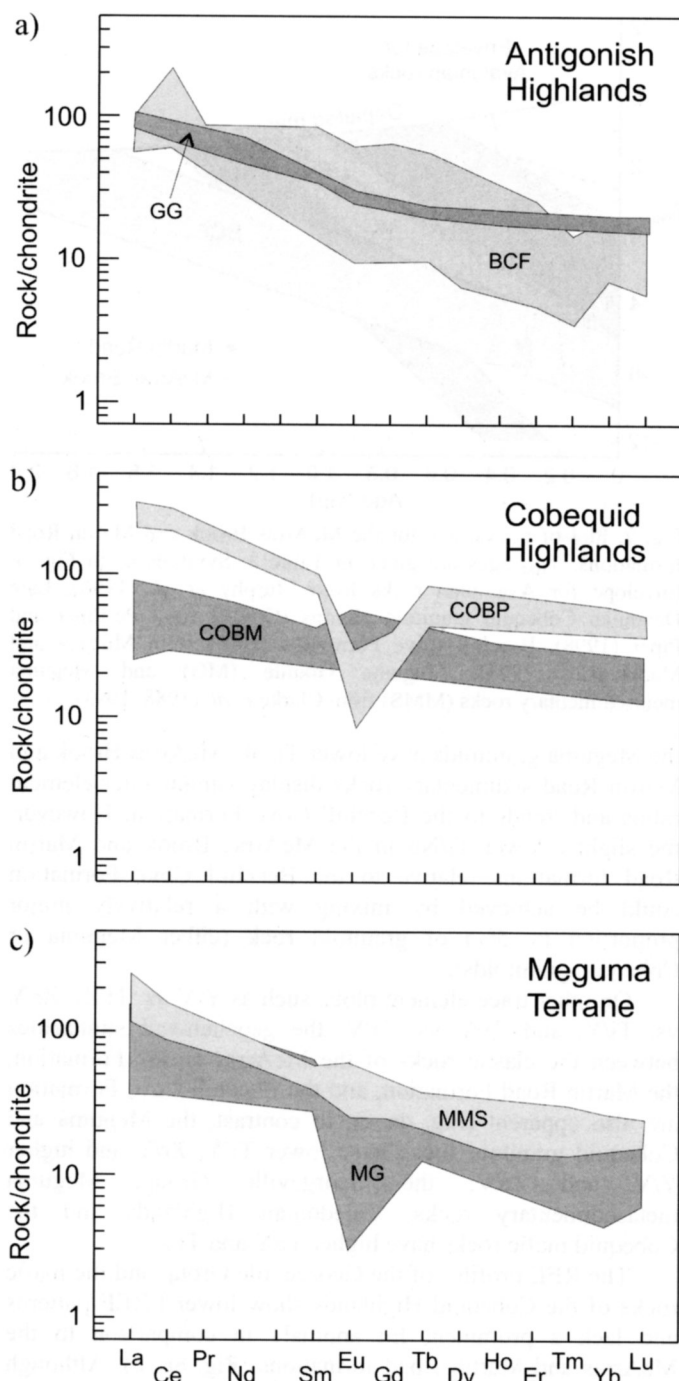 a)
Antigonish
Highlands
100
GG
10
BCF
1
Rock/chondrite
b)
Cobequid
Highlands
100
COBP
COBM
10
1
Rock/chondrite
c)
Meguma
Terrane
100
MMS
10
MG
1
Rock/chondrite
La Pr Sm Eu Tb Ho Tm Lu
Ce Nd Gd Dy Er Yb